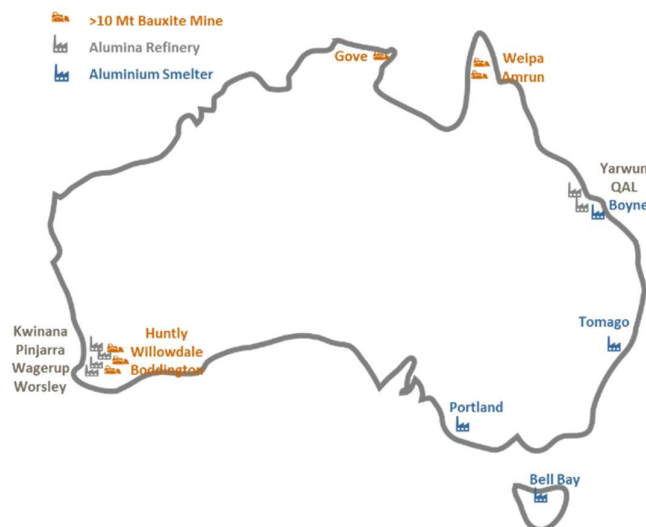 >10 Mt Bauxite Mine
Alumina Refinery
Aluminium Smelter
Gove
Weipa
Amrun
Yarwun
QAL
Boyne
Tomago
Kwinana
Pinjarra
Wagerup
Worsley
Huntly
Willowdale
Boddington
Portland
Bell Bay